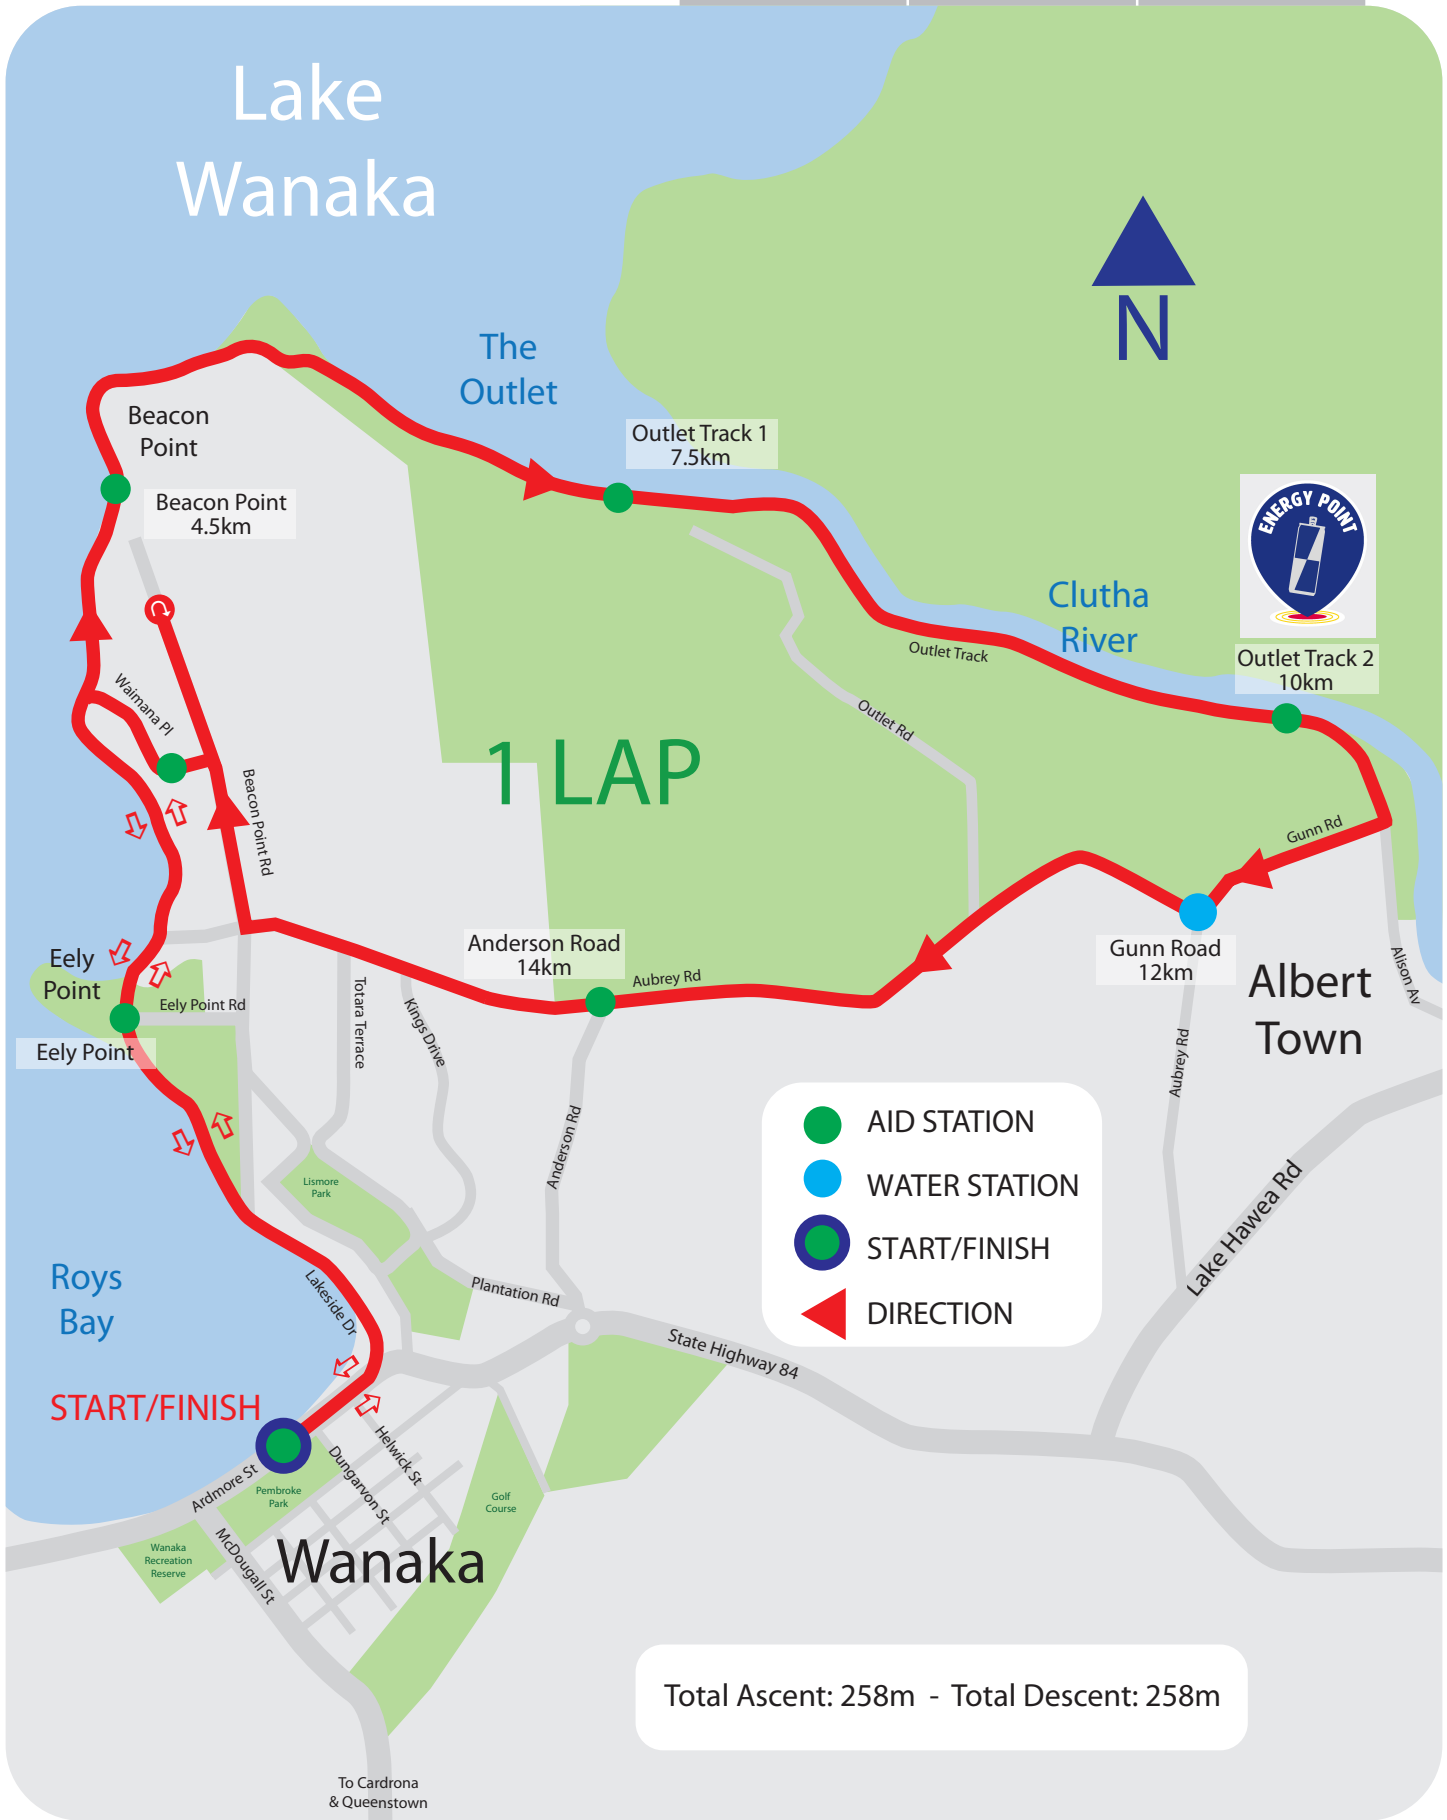 Lake
Wanaka
N
The
Outlet
Beacon
Point
Outlet Track 1
7.5km
Beacon Point
4.5km
ENERGY POINT
Clutha
River
Outlet Track
Outlet Track 2
10km
Waimana Pl
Outlet Rd
1 LAP
Beacon Point Rd
Gunn Rd
Anderson Road
14km
Aubrey Rd
Gunn Road
12km
Albert
Town
Alison Av
Eely
Point
Eely Point Rd
Eely Point
Totara Terrace
Kings Drive
Anderson Rd
Aubrey Rd
AID STATION
WATER STATION
START/FINISH
DIRECTION
Lismore
Park
Lake Hawea Rd
Roys
Bay
Lakeside Dr
Plantation Rd
State Highway 84
START/FINISH
Helwick St
Dungarvon St
Ardmore St
Pembroke
Park
Golf
Course
McDougall St
Wanaka
Wanaka
Recreation
Reserve
Total Ascent: 258m - Total Descent: 258m
To Cardrona
& Queenstown